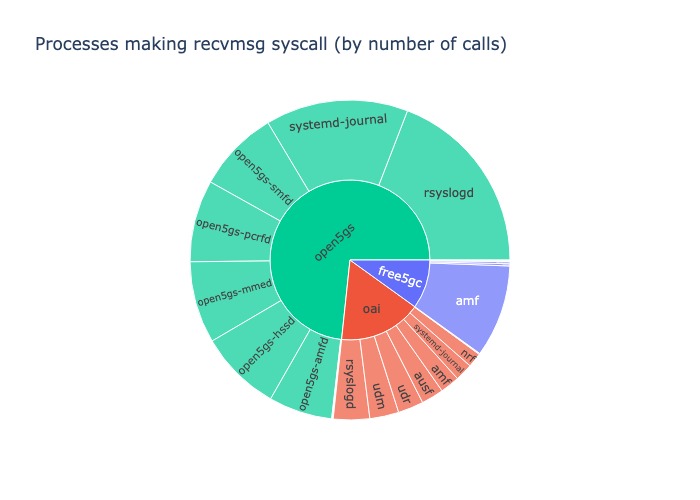 Processes making recvmsg syscall (by number of calls)
systemd-journal
rsyslogd
open5gs-smfd
open5gs-pcrfd
open5gs-mmed
open5gs-hssd
open5gs-amfd
open5gs
free5gc
oai
amf
rsyslogd
udm
udr
ausf
amf
systemd-journal
nrf